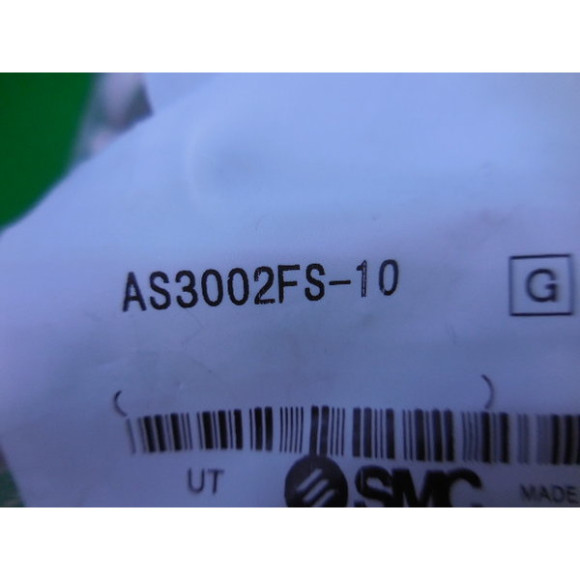 AS3002FS-10 G
( )
UT SMC MADE